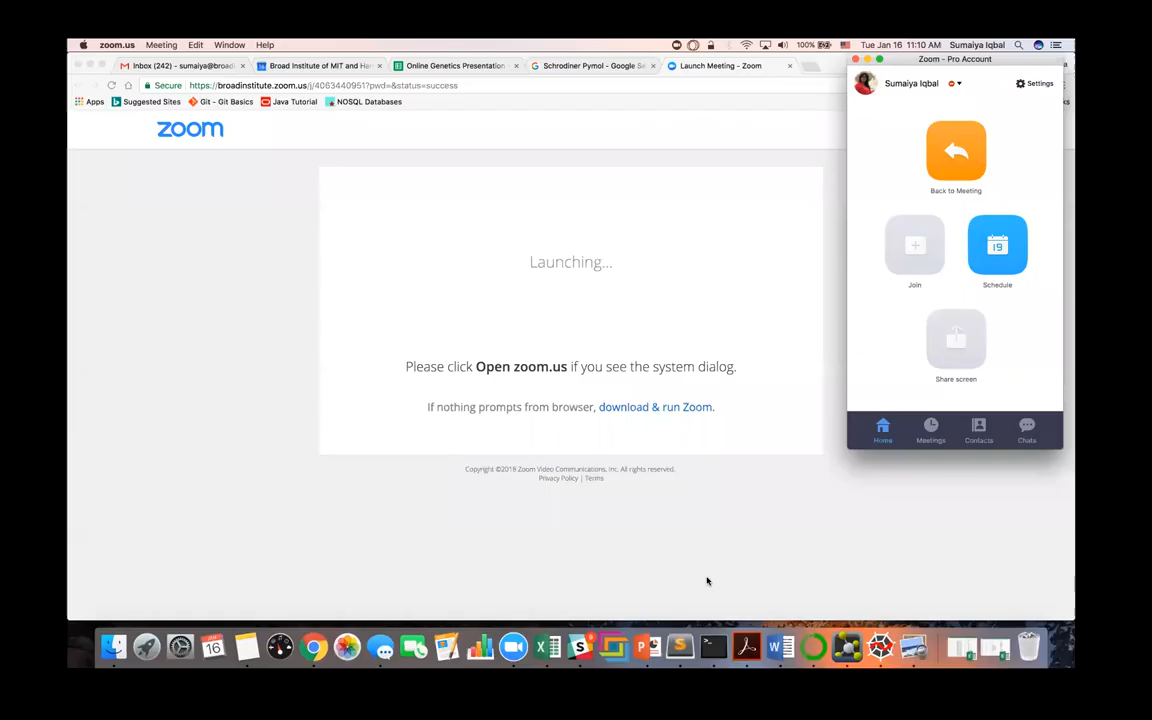 zoom.us Meeting Edit Window Help 100% Tue Jan 16 11:10 AM Sumaiya Iqbal
Inbox (242) - sumaiya@broadi
Broad Institute of MIT and Har
Online Genetics Presentation
Schrodiner Pymol - Google Se
Launch Meeting - Zoom
Secure https://broadinstitute.zoom.us/j/4063440951?pwd=&status=success
Apps Suggested Sites Git - Git Basics Java Tutorial NOSQL Databases
zoom
Launching...
Please click Open zoom.us if you see the system dialog.
If nothing prompts from browser, download & run Zoom.
Copyright ©2018 Zoom Video Communications, Inc. All rights reserved.
Privacy Policy | Terms
Zoom - Pro Account
Sumaiya Iqbal Settings
Back to Meeting
19
Join Schedule
Share screen
Home Meetings Contacts Chats
16